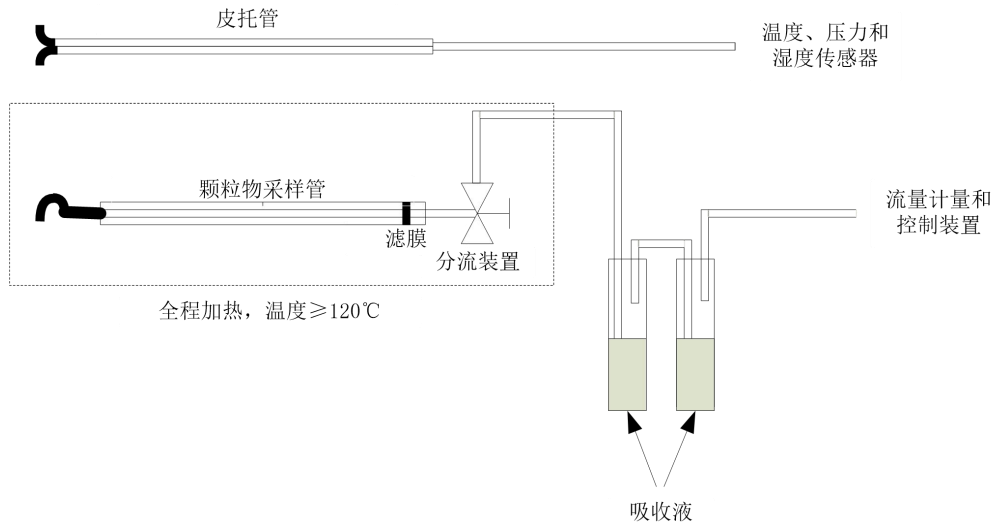 皮托管
温度、压力和
湿度传感器
颗粒物采样管
滤膜
分流装置
流量计量和
控制装置
全程加热，温度≥120℃
吸收液